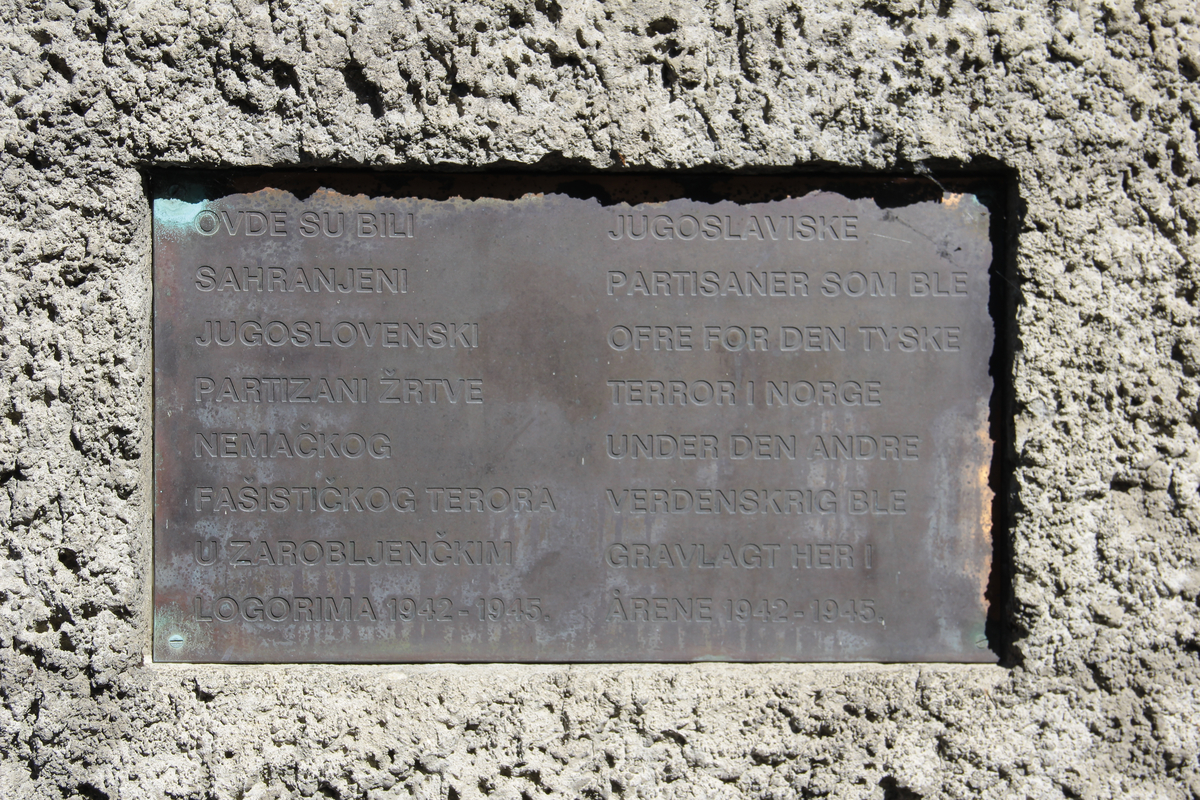 OVDE SU BILI
SAHRANJENI
JUGOSLOVENSKI
PARTIZANI ŽRTVE
NEMAČKOG
FAŠISTIČKOG TERORA
U ZAROBLJENČKIM
LOGORIMA 1942-1945.
JUGOSLAVISKE
PARTISANER SOM BLE
OFRE FOR DEN TYSKE
TERROR I NORGE
UNDER DEN ANDRE
VERDENSKRIG BLE
GRAVLAGT HER I
ÅRENE 1942-1945.